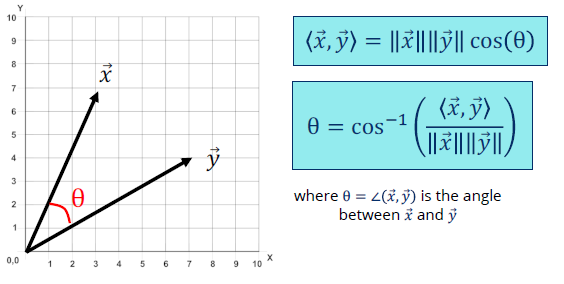 Y
10
9
8
7
6
5
4
3
2
1
0,0
1 2 3 4 5 6 7 8 9 10 X
x⃗
y⃗
θ
⟨x⃗, y⃗⟩ = ‖x⃗‖‖y⃗‖ cos(θ)
θ = cos⁻¹ ( ⟨x⃗, y⃗⟩ / ‖x⃗‖‖y⃗‖ )
where θ = ∠(x⃗, y⃗) is the angle
between x⃗ and y⃗